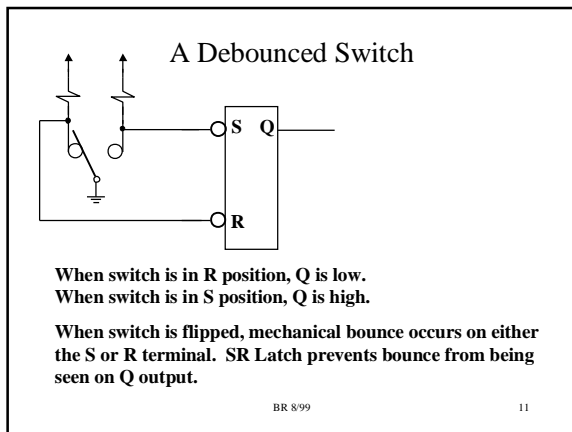 A Debounced Switch
S Q
R
When switch is in R position, Q is low.
When switch is in S position, Q is high.
When switch is flipped, mechanical bounce occurs on either
the S or R terminal. SR Latch prevents bounce from being
seen on Q output.
BR 8/99 11